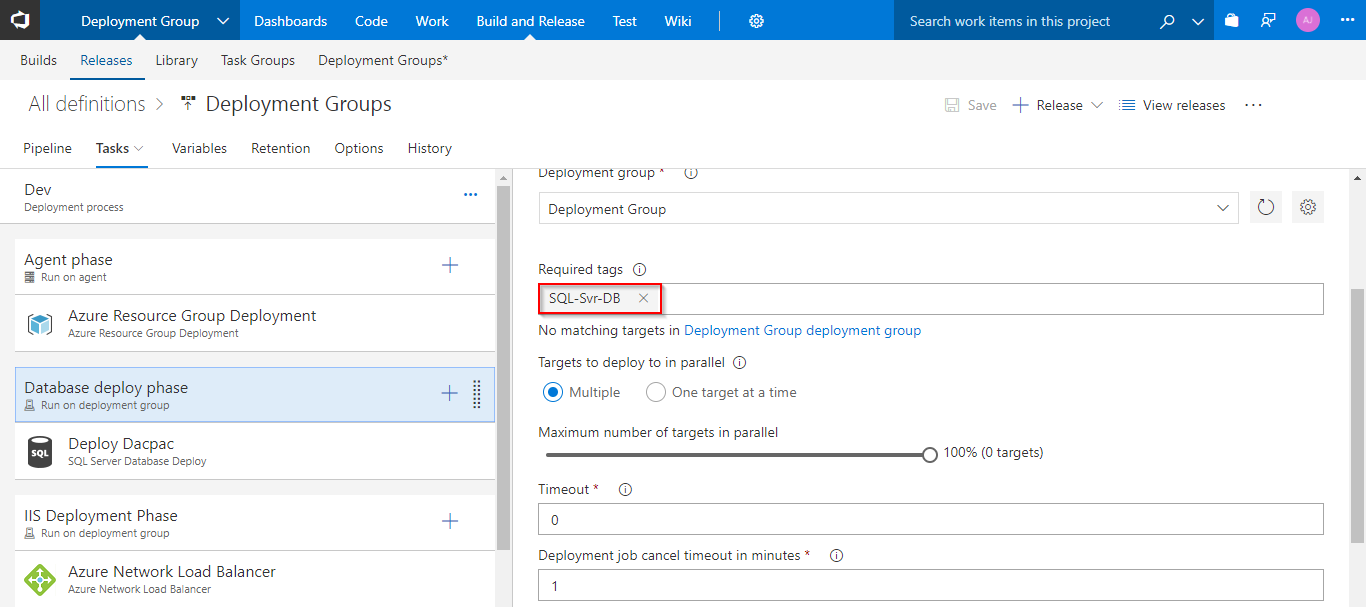 Deployment Group Dashboards Code Work Build and Release Test Wiki Search work items in this project AJ
Builds Releases Library Task Groups Deployment Groups*
All definitions > Deployment Groups Save Release View releases ...
Pipeline Tasks Variables Retention Options History
Dev
Deployment process
Agent phase
Run on agent
Azure Resource Group Deployment
Azure Resource Group Deployment
Database deploy phase
Run on deployment group
SQL
Deploy Dacpac
SQL Server Database Deploy
IIS Deployment Phase
Run on deployment group
Azure Network Load Balancer
Azure Network Load Balancer
Deployment group *
Deployment Group
Required tags
SQL-Svr-DB
No matching targets in Deployment Group deployment group
Targets to deploy to in parallel
Multiple One target at a time
Maximum number of targets in parallel
100% (0 targets)
Timeout *
0
Deployment job cancel timeout in minutes *
1